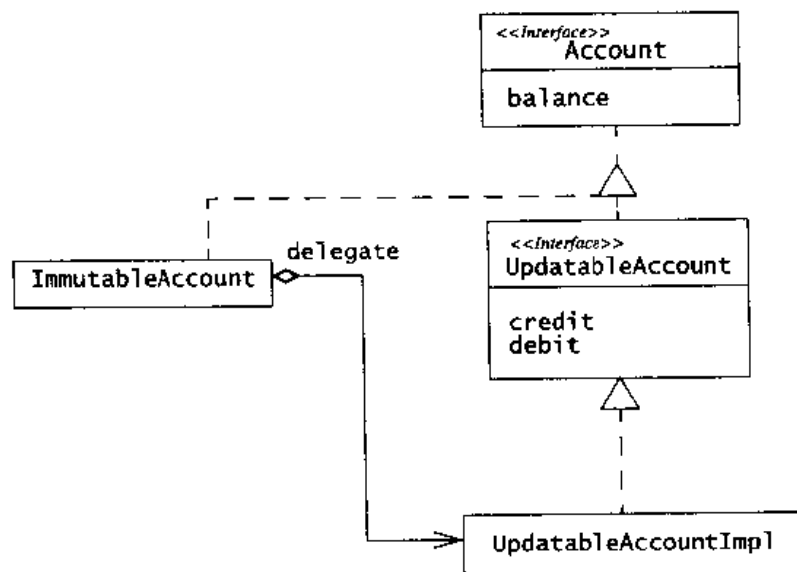 <<Interface>>
Account
balance
<<Interface>>
UpdatableAccount
credit
debit
delegate
ImmutableAccount
UpdatableAccountImpl